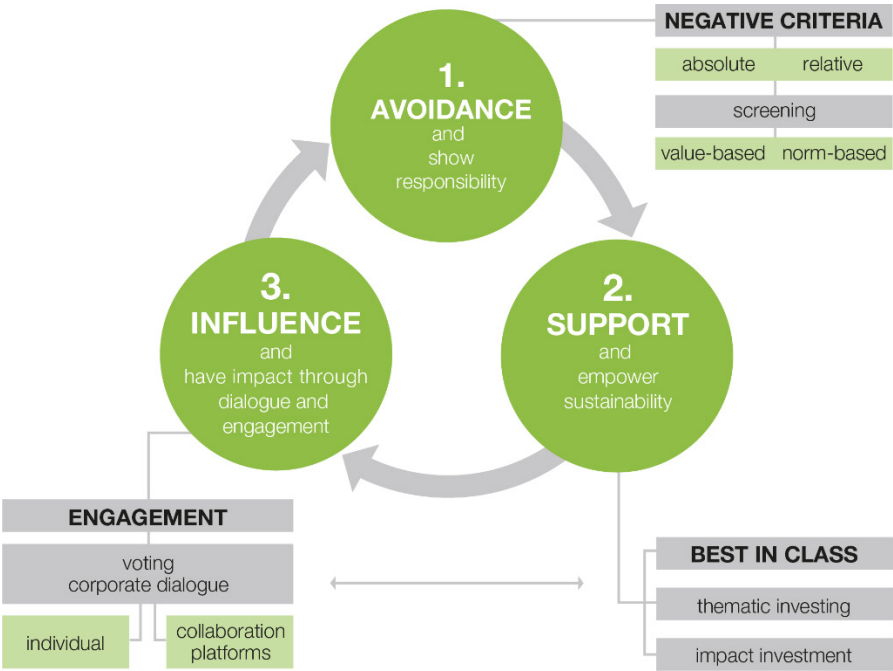 1.
AVOIDANCE
and
show
responsibility
NEGATIVE CRITERIA
absolute relative
screening
value-based norm-based
2.
SUPPORT
and
empower
sustainability
BEST IN CLASS
thematic investing
impact investment
3.
INFLUENCE
and
have impact through
dialogue and
engagement
ENGAGEMENT
voting
corporate dialogue
individual
collaboration
platforms